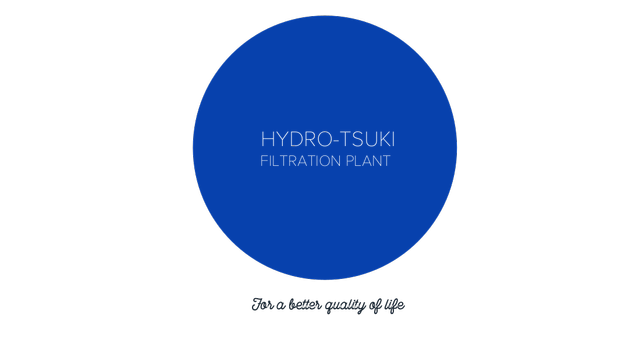 HYDRO-TSUKI
FILTRATION PLANT
For a better quality of life